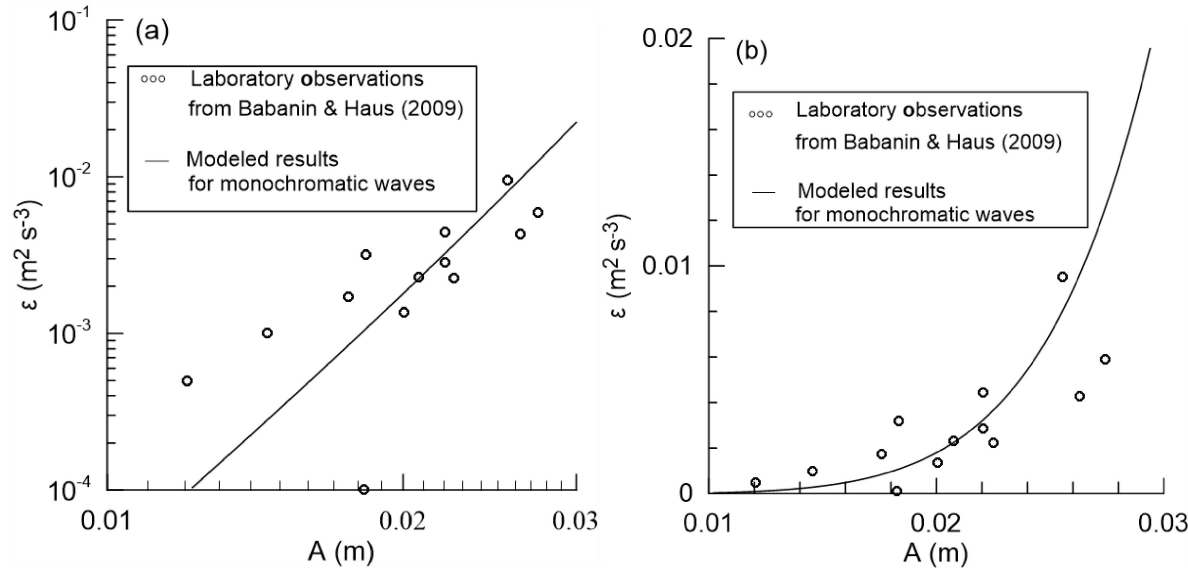 (a)
10⁻¹
10⁻²
10⁻³
10⁻⁴
ε (m² s⁻³)
Laboratory observations
from Babanin & Haus (2009)
Modeled results
for monochromatic waves
0.01
0.02
0.03
A (m)
(b)
0.02
0.01
0
ε (m² s⁻³)
Laboratory observations
from Babanin & Haus (2009)
Modeled results
for monochromatic waves
0.01
0.02
0.03
A (m)